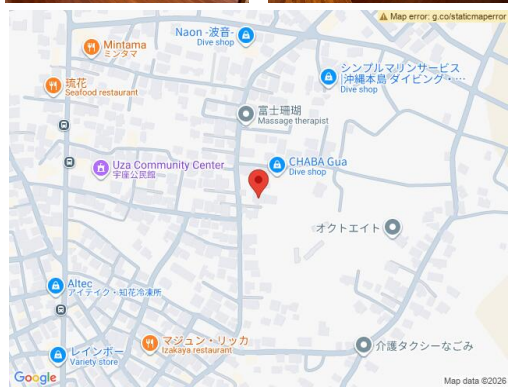 Map error: g.co/staticmaperror
Naon -波音-
Dive shop
Mintama
ミンタマ
シンプルマリンサービス
沖縄本島 ダイビング・…
Dive shop
琉花
Seafood restaurant
富士珊瑚
Massage therapist
Uza Community Center
宇座公民館
CHABA Gua
Dive shop
オクトエイト
Altec
アイテイク・知花冷凍所
マジュン・リッカ
Izakaya restaurant
レインボー
Variety store
介護タクシーなごみ
Google
Map data ©2026